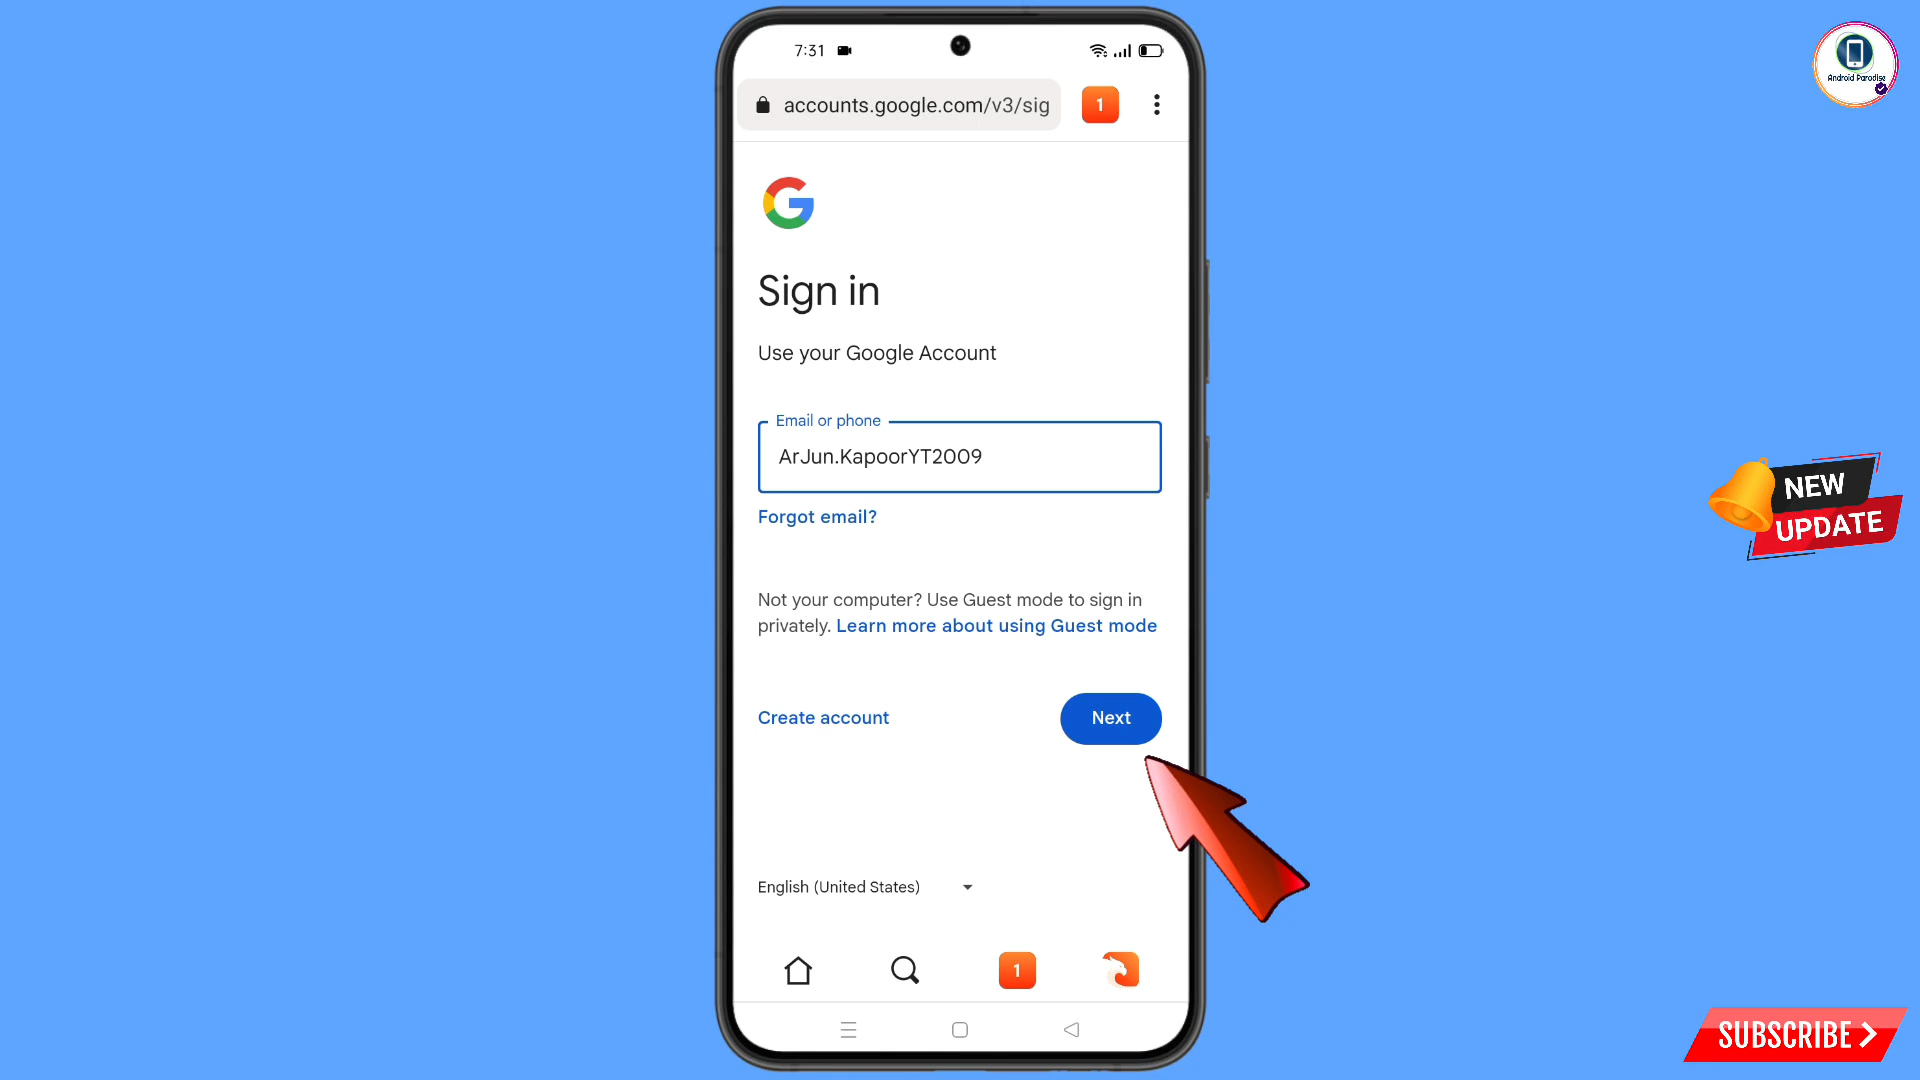 7:31
Android Paradise
accounts.google.com/v3/sig
1
Sign in
Use your Google Account
Email or phone
ArJun.KapoorYT2009
Forgot email?
NEW
UPDATE
Not your computer? Use Guest mode to sign in
privately. Learn more about using Guest mode
Create account
Next
English (United States)
1
SUBSCRIBE